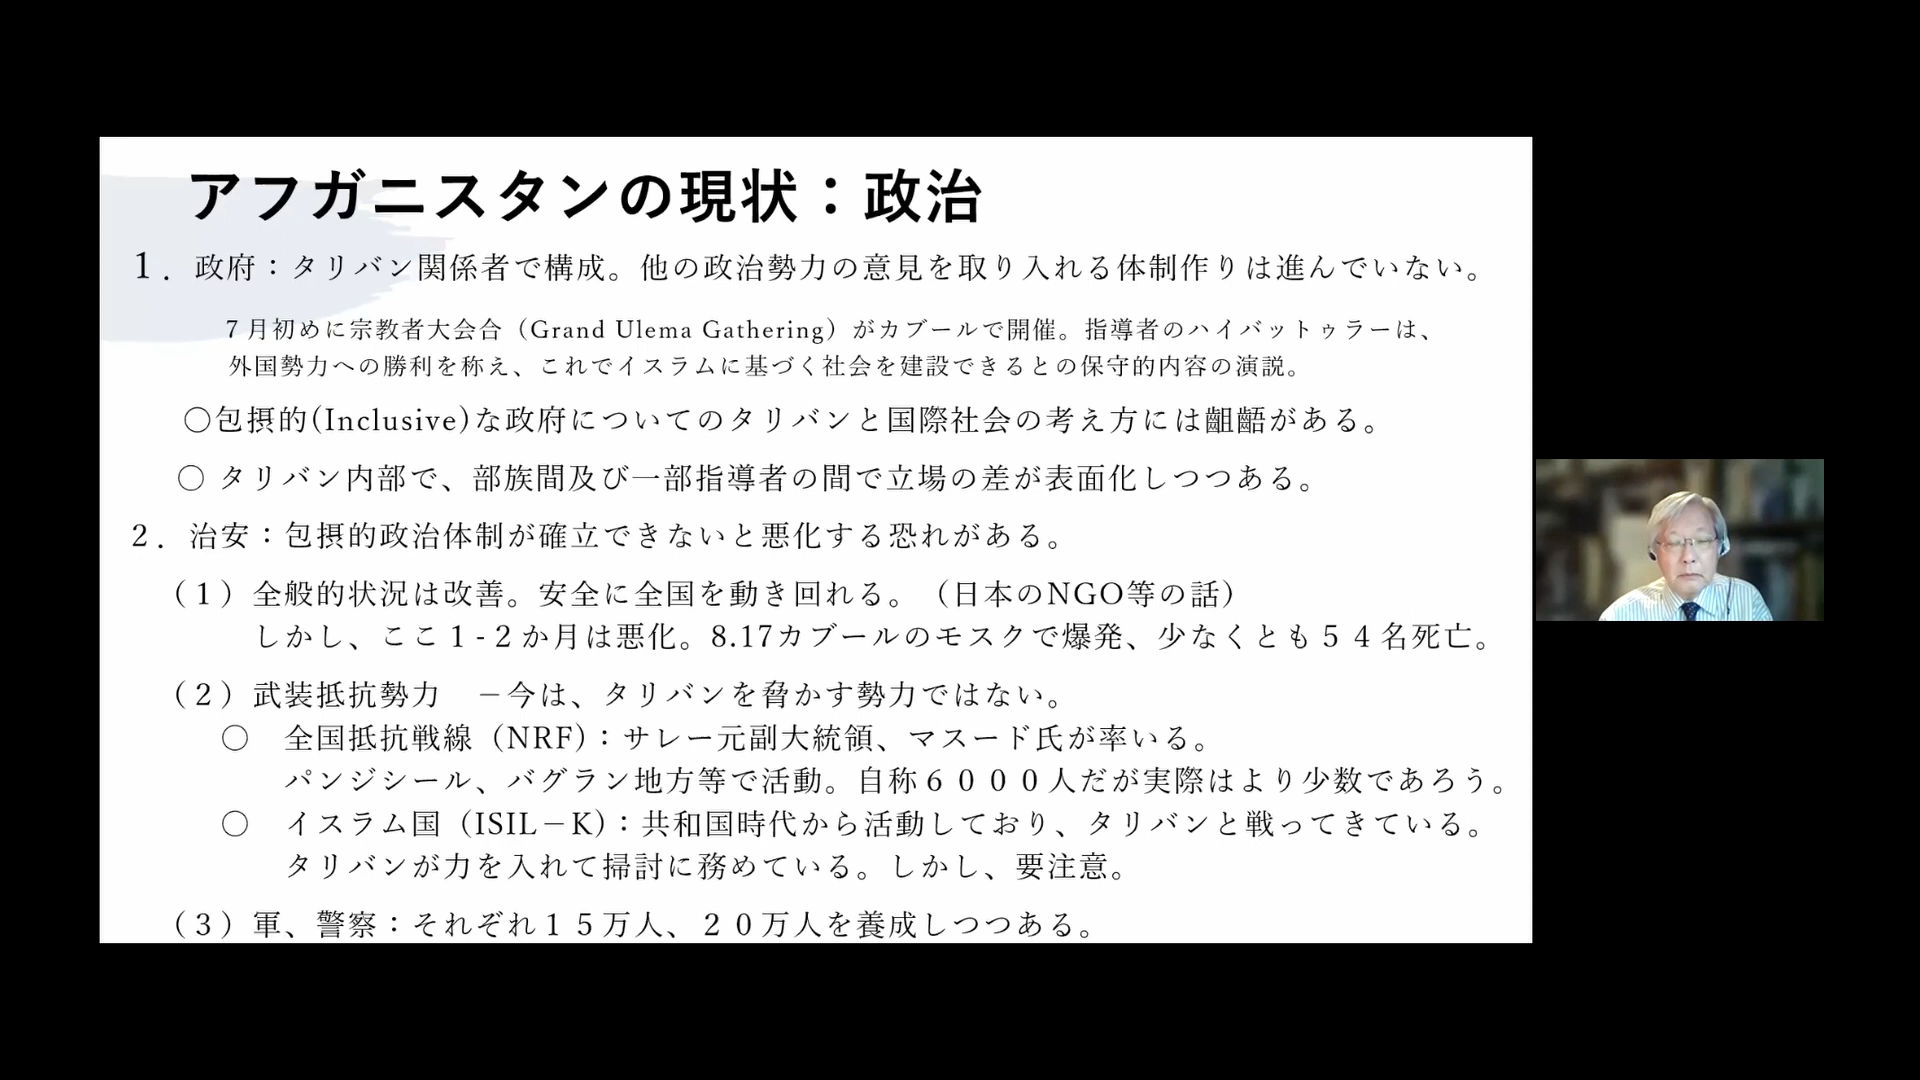 アフガニスタンの現状：政治
１．政府：タリバン関係者で構成。他の政治勢力の意見を取り入れる体制作りは進んでいない。
７月初めに宗教者大会合（Grand Ulema Gathering）がカブールで開催。指導者のハイバットゥラーは、
外国勢力への勝利を称え、これでイスラムに基づく社会を建設できるとの保守的内容の演説。
〇包摂的(Inclusive)な政府についてのタリバンと国際社会の考え方には齟齬がある。
〇 タリバン内部で、部族間及び一部指導者の間で立場の差が表面化しつつある。
２．治安：包摂的政治体制が確立できないと悪化する恐れがある。
（１）全般的状況は改善。安全に全国を動き回れる。（日本のNGO等の話）
しかし、ここ１-２か月は悪化。8.17カブールのモスクで爆発、少なくとも５４名死亡。
（２）武装抵抗勢力　－今は、タリバンを脅かす勢力ではない。
〇　全国抵抗戦線（NRF)：サレー元副大統領、マスード氏が率いる。
パンジシール、バグラン地方等で活動。自称６０００人だが実際はより少数であろう。
〇　イスラム国（ISIL－K)：共和国時代から活動しており、タリバンと戦ってきている。
タリバンが力を入れて掃討に務めている。しかし、要注意。
（３）軍、警察：それぞれ１５万人、２０万人を養成しつつある。